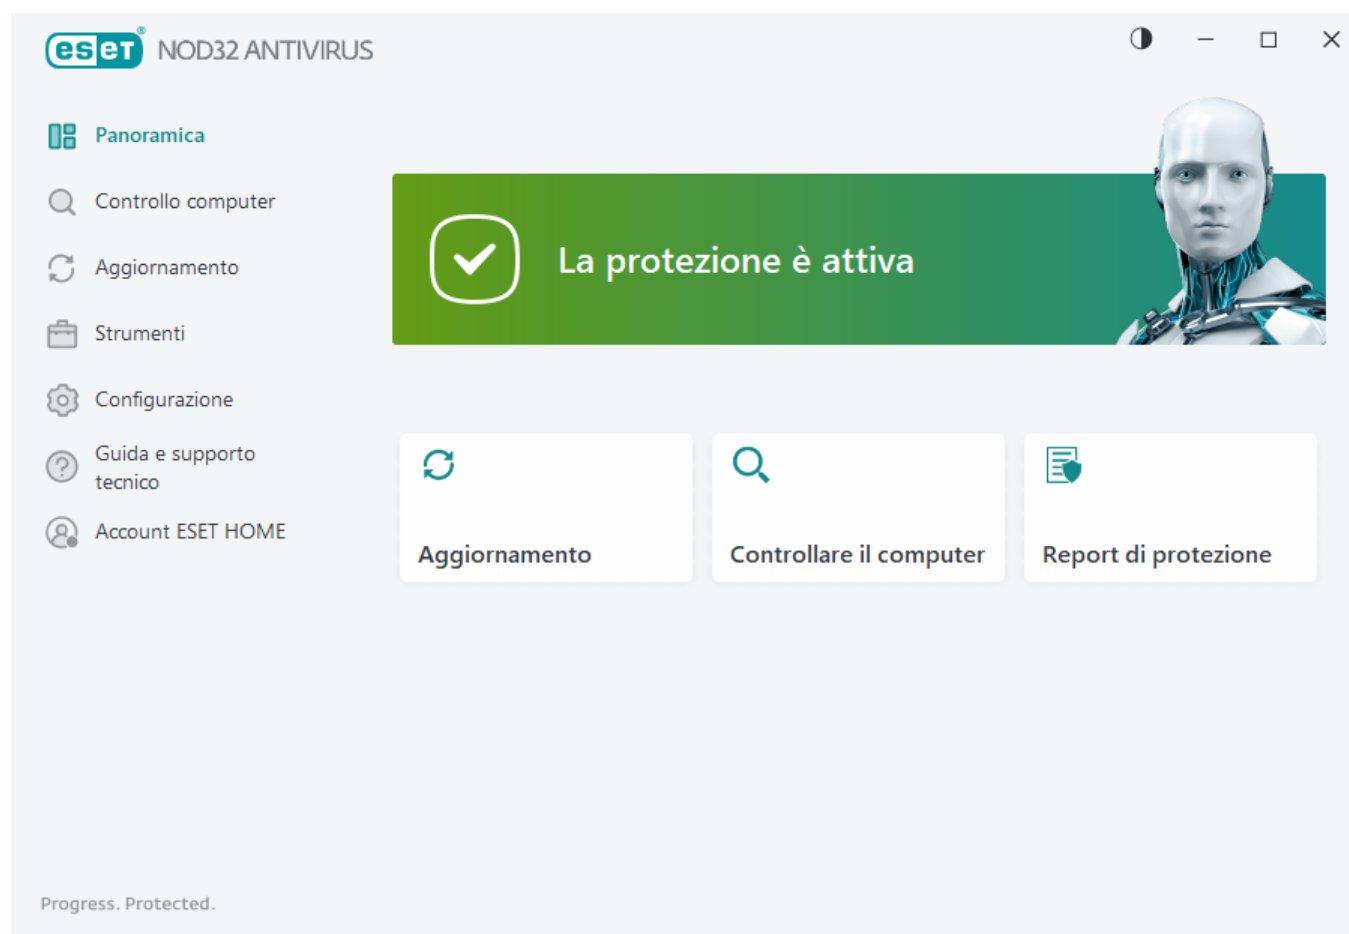 eset® NOD32 ANTIVIRUS
Panoramica
Controllo computer
Aggiornamento
Strumenti
Configurazione
Guida e supporto
tecnico
Account ESET HOME
La protezione è attiva
Aggiornamento
Controllare il computer
Report di protezione
Progress. Protected.